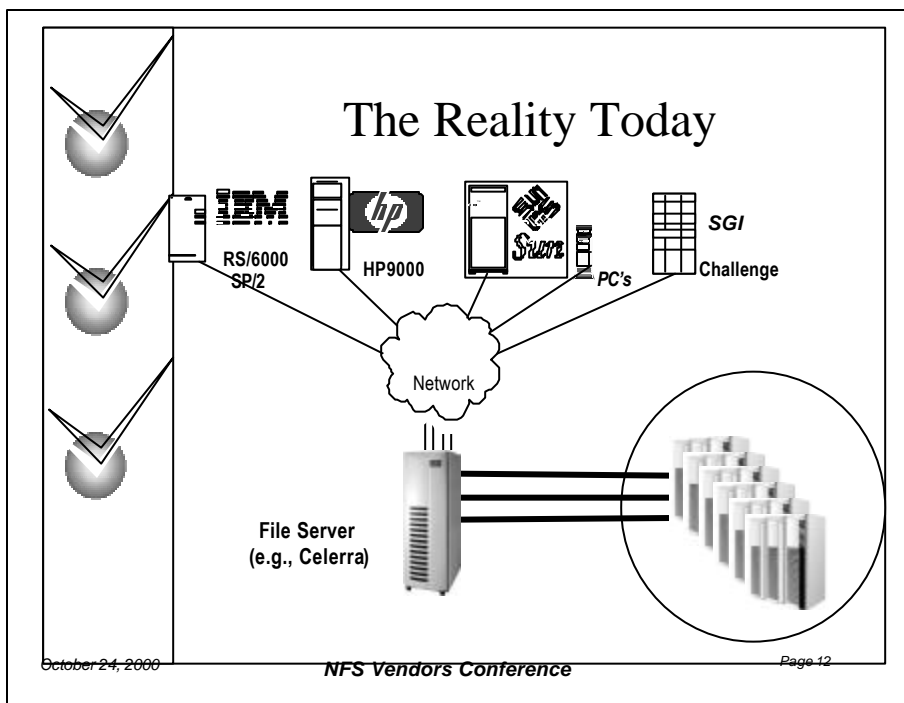 The Reality Today
IBM
RS/6000
SP/2
hp
HP9000
Sun
PC's
SGI
Challenge
Network
File Server
(e.g., Celerra)
October 24, 2000
NFS Vendors Conference
Page 12